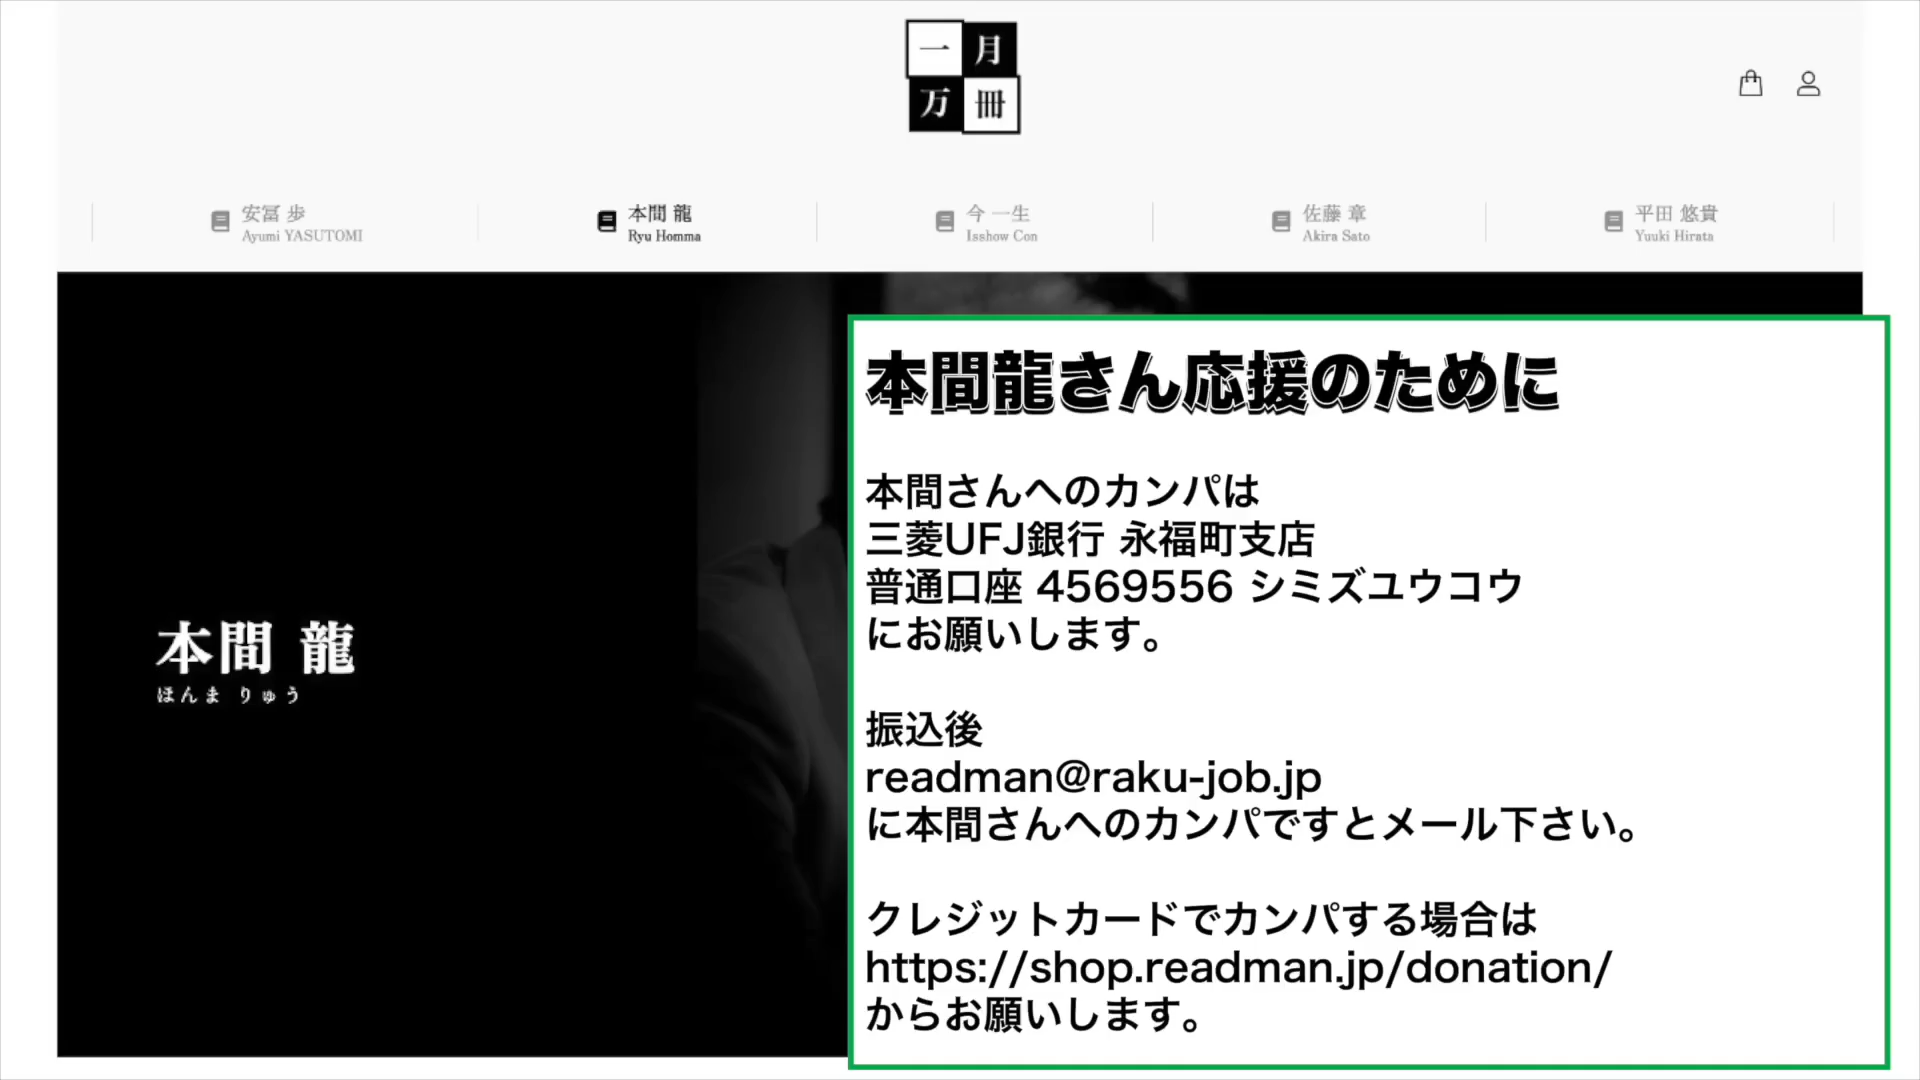 一月
万冊
安冨 歩
Ayumi YASUTOMI
本間 龍
Ryu Homma
今 一生
Isshow Con
佐藤 章
Akira Sato
平田 悠貴
Yuuki Hirata
本間 龍
ほんま りゅう
本間龍さん応援のために
本間さんへのカンパは
三菱UFJ銀行 永福町支店
普通口座 4569556 シミズユウコウ
にお願いします。
振込後
readman@raku-job.jp
に本間さんへのカンパですとメール下さい。
クレジットカードでカンパする場合は
https://shop.readman.jp/donation/
からお願いします。